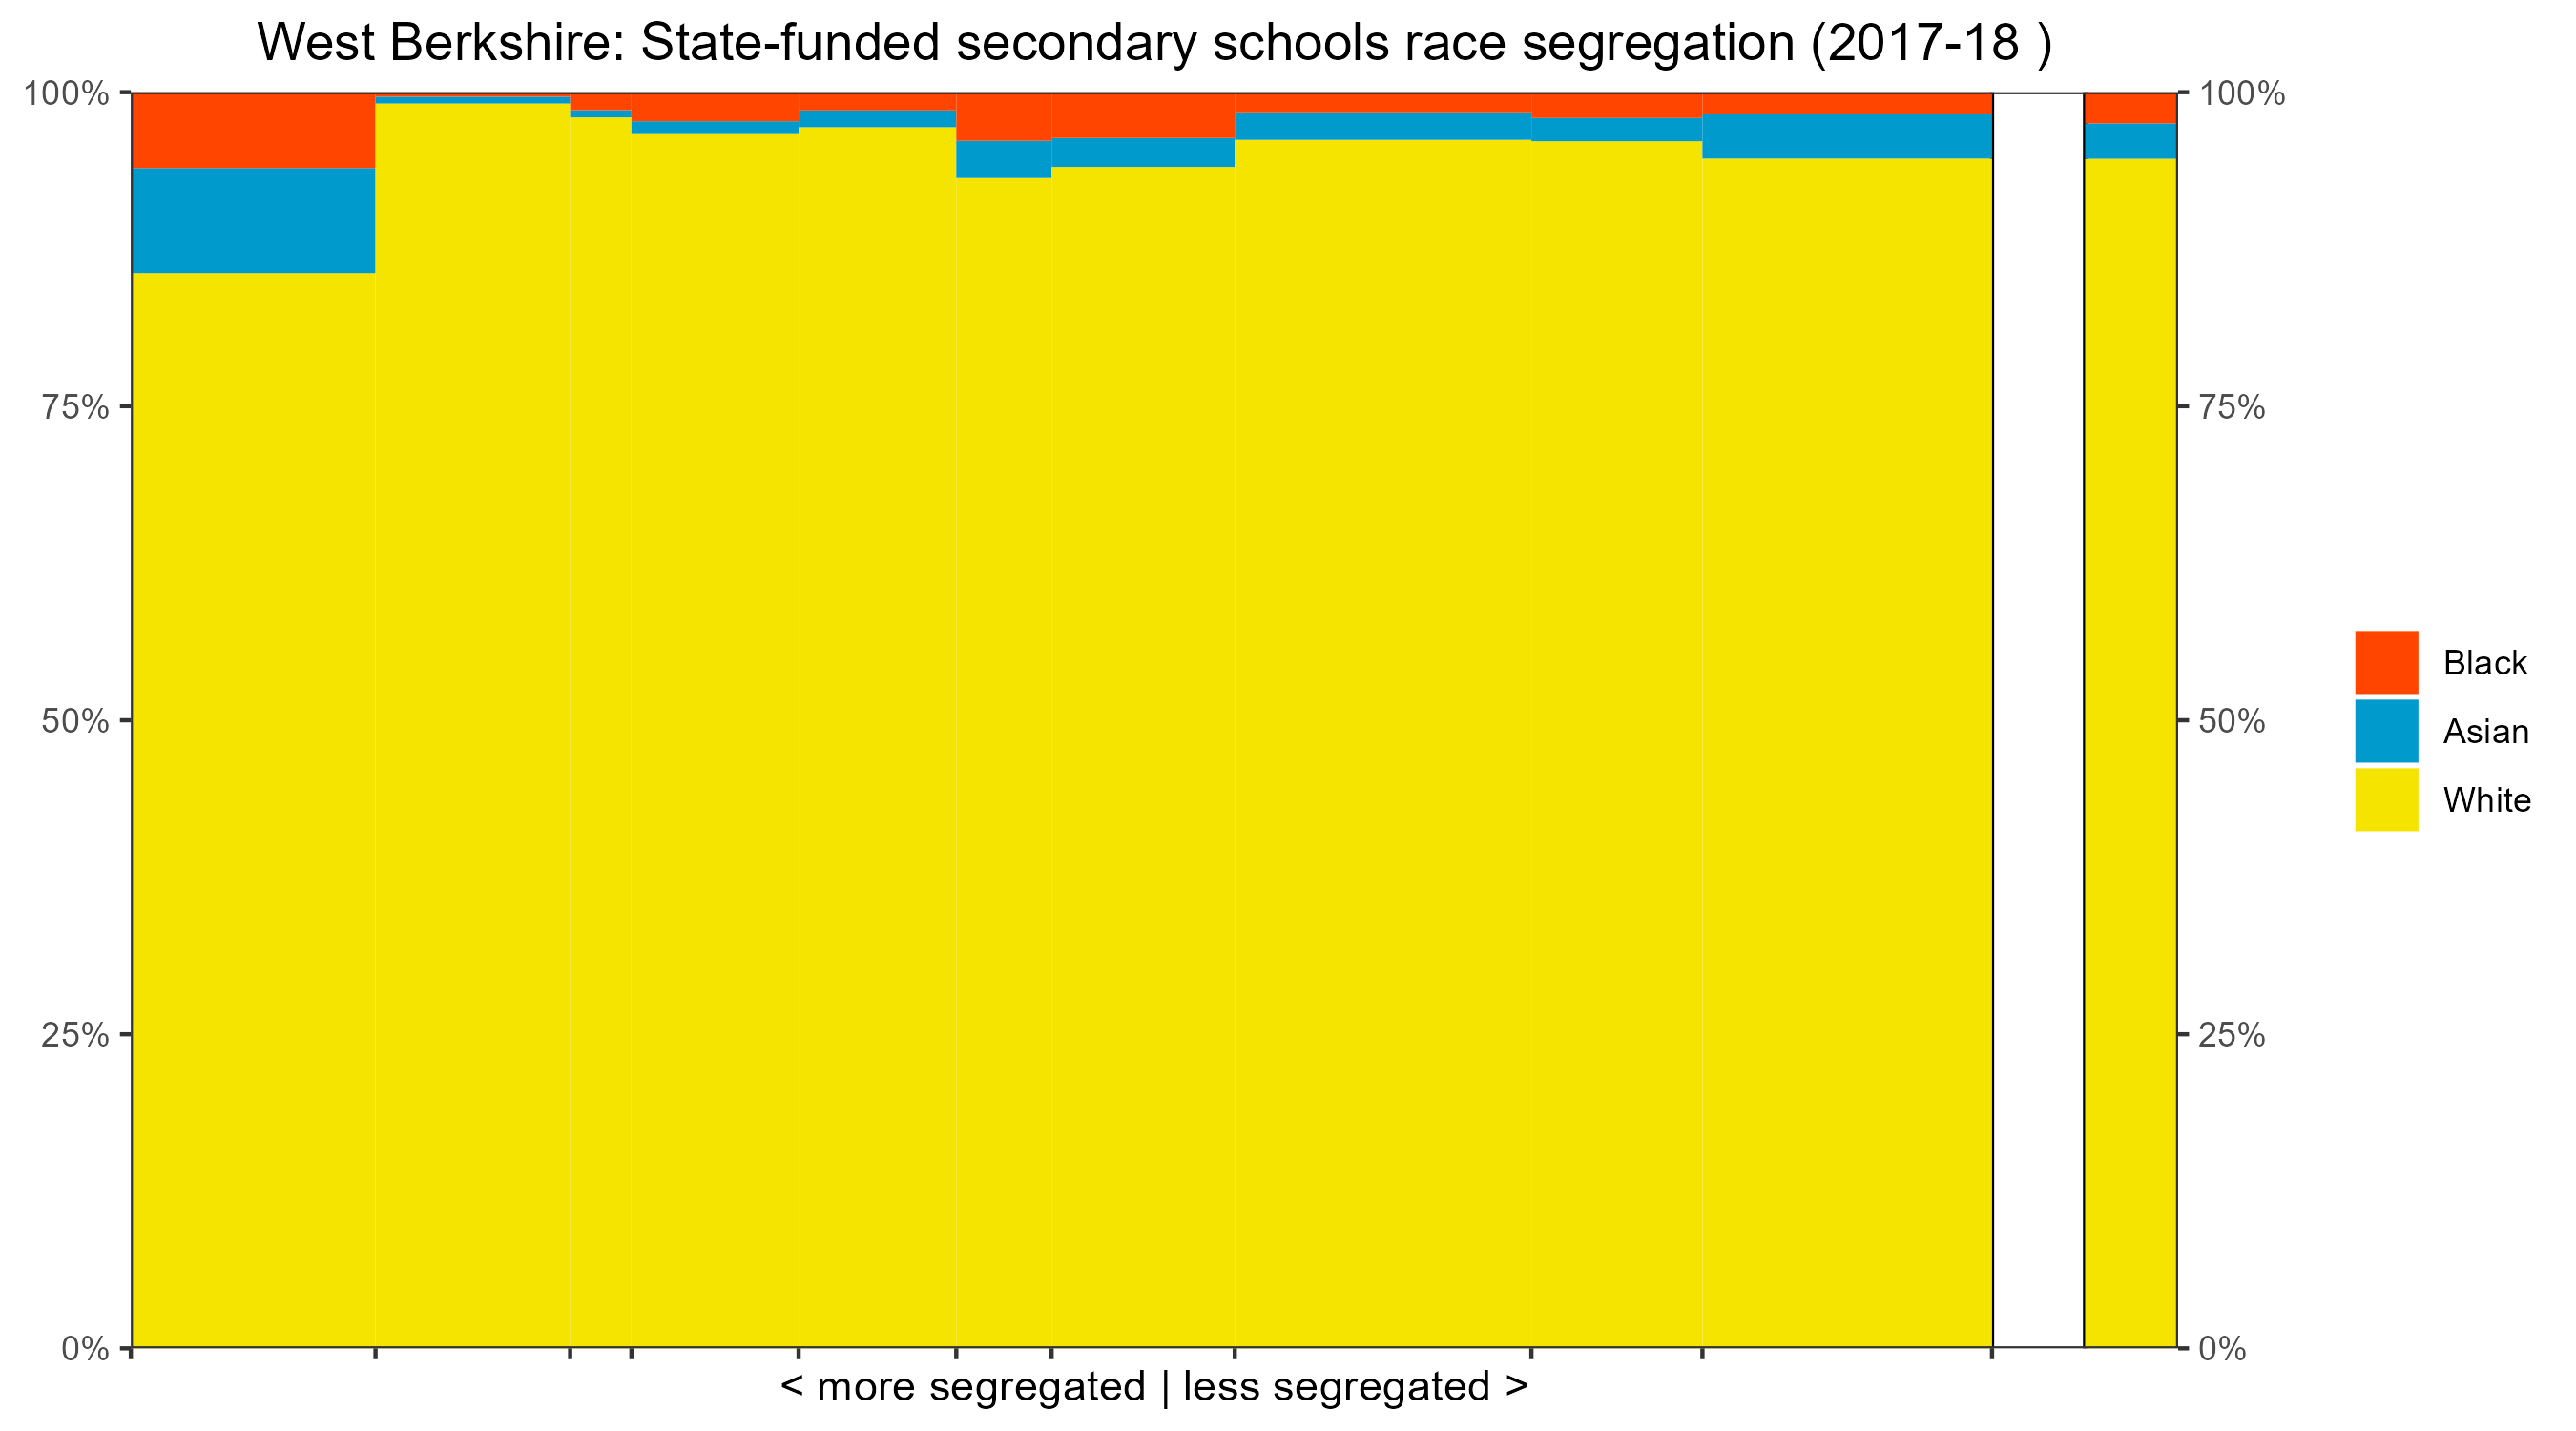 West Berkshire: State-funded secondary schools race segregation (2017-18 )
100%
100%
75%
75%
50%
50%
25%
25%
0%
0%
Black
Asian
White
< more segregated | less segregated >